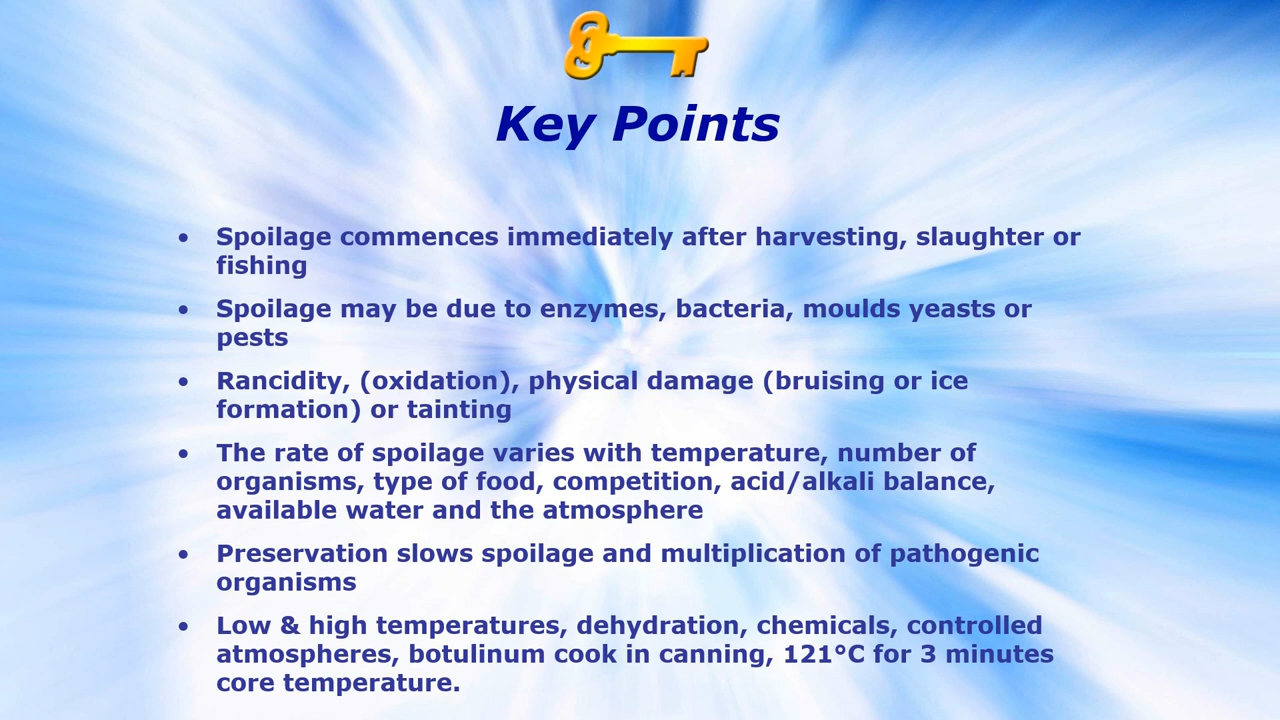 Key Points
• Spoilage commences immediately after harvesting, slaughter or
fishing
• Spoilage may be due to enzymes, bacteria, moulds yeasts or
pests
• Rancidity, (oxidation), physical damage (bruising or ice
formation) or tainting
• The rate of spoilage varies with temperature, number of
organisms, type of food, competition, acid/alkali balance,
available water and the atmosphere
• Preservation slows spoilage and multiplication of pathogenic
organisms
• Low & high temperatures, dehydration, chemicals, controlled
atmospheres, botulinum cook in canning, 121°C for 3 minutes
core temperature.